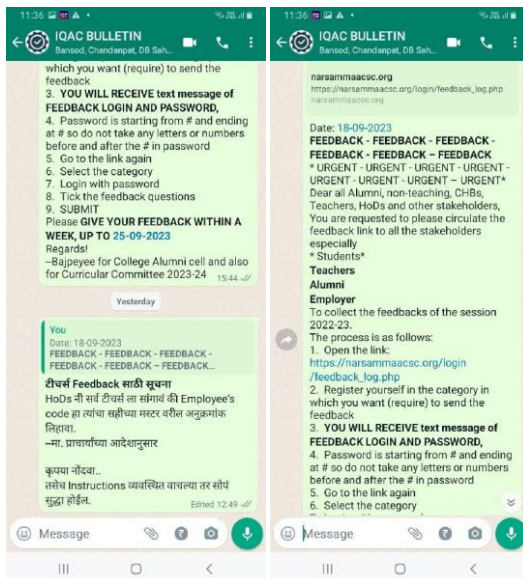 11:36
IQAC BULLETIN
Bansod, Chandanpat, DB Sah...
which you want (require) to send the
feedback
3. YOU WILL RECEIVE text message of
FEEDBACK LOGIN AND PASSWORD,
4. Password is starting from # and ending
at # so do not take any letters or numbers
before and after the # in password
5. Go to the link again
6. Select the category
7. Login with password
8. Tick the feedback questions
9. SUBMIT
Please GIVE YOUR FEEDBACK WITHIN A
WEEK, UP TO 25-09-2023
Regards!
--Bajpeyee for College Alumni cell and also
for Curricular Committee 2023-24
15:44
Yesterday
You
Date: 18-09-2023
FEEDBACK - FEEDBACK - FEEDBACK -
FEEDBACK - FEEDBACK – FEEDBACK...
टीचर्स Feedback साठी सूचना
HoDs नी सर्व टीचर्स ला सांगावं की Employee's
code हा त्यांचा सहीच्या मस्टर वरील अनुक्रमांक
लिहावा.
–मा. प्राचार्यांच्या आदेशानुसार
कृपया नोंदवा..
तसेच Instructions व्यवस्थित वाचल्या तर सोपं
सुद्धा होईल.
Edited 12:49
Message
11:36
IQAC BULLETIN
Bansod, Chandanpat, DB Sah...
narsammaacsc.org
https://narsammaacsc.org/login/feedback_log.php
narsammaacsc.org
Date: 18-09-2023
FEEDBACK - FEEDBACK - FEEDBACK -
FEEDBACK - FEEDBACK – FEEDBACK
* URGENT - URGENT - URGENT - URGENT -
URGENT - URGENT - URGENT – URGENT*
Dear all Alumni, non-teaching, CHBs,
Teachers, HoDs and other stakeholders,
You are requested to please circulate the
feedback link to all the stakeholders
especially
* Students*
Teachers
Alumni
Employer
To collect the feedbacks of the session
2022-23.
The process is as follows:
1. Open the link:
https://narsammaacsc.org/login
/feedback_log.php
2. Register yourself in the category in
which you want (require) to send the
feedback
3. YOU WILL RECEIVE text message of
FEEDBACK LOGIN AND PASSWORD,
4. Password is starting from # and ending
at # so do not take any letters or numbers
before and after the # in password
5. Go to the link again
6. Select the category
Message